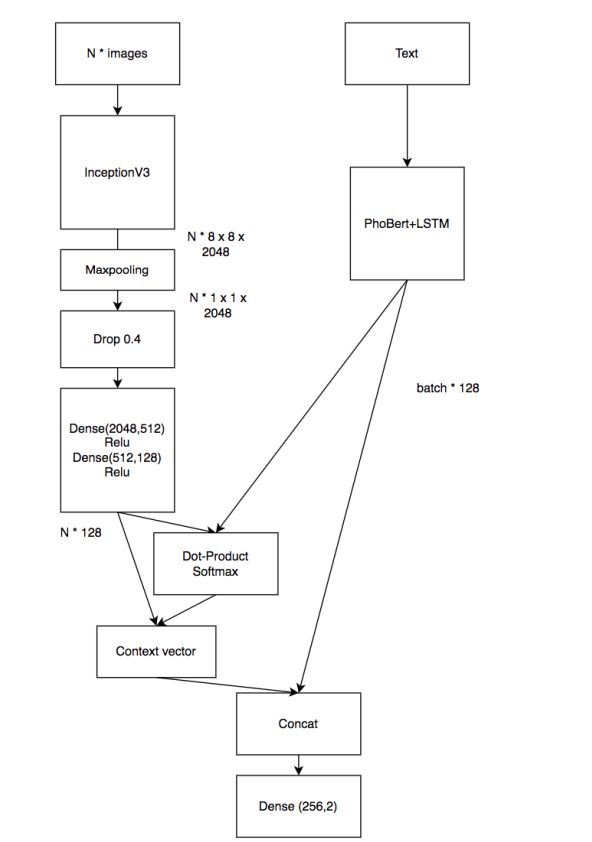 N * images
Text
InceptionV3
PhoBert+LSTM
N * 8 x 8 x
2048
Maxpooling
N * 1 x 1 x
2048
Drop 0.4
batch * 128
Dense(2048,512)
Relu
Dense(512,128)
Relu
N * 128
Dot-Product
Softmax
Context vector
Concat
Dense (256,2)